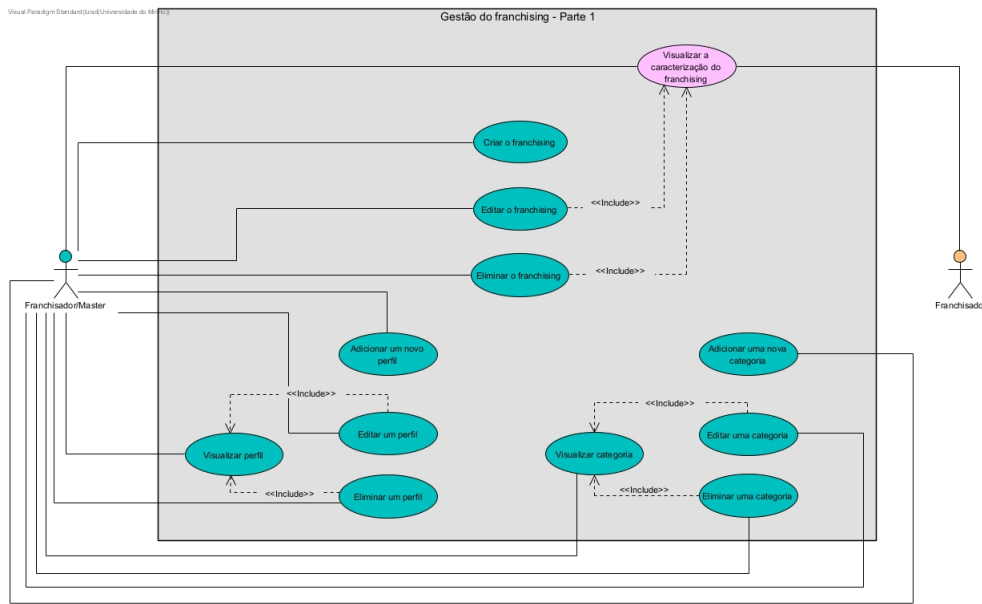 Visual Paradigm Standard(luisd(Universidade do Minho))
Gestão do franchising - Parte 1
Visualizar a
caracterização do
franchising
Criar o franchising
Editar o franchising
<<Include>>
Eliminar o franchising
<<Include>>
Franchisador/Master
Franchisado
Adicionar um novo
perfil
Adicionar uma nova
categoria
<<Include>>
<<Include>>
Editar um perfil
Editar uma categoria
Visualizar perfil
Visualizar categoria
<<Include>>
Eliminar um perfil
<<Include>>
Eliminar uma categoria